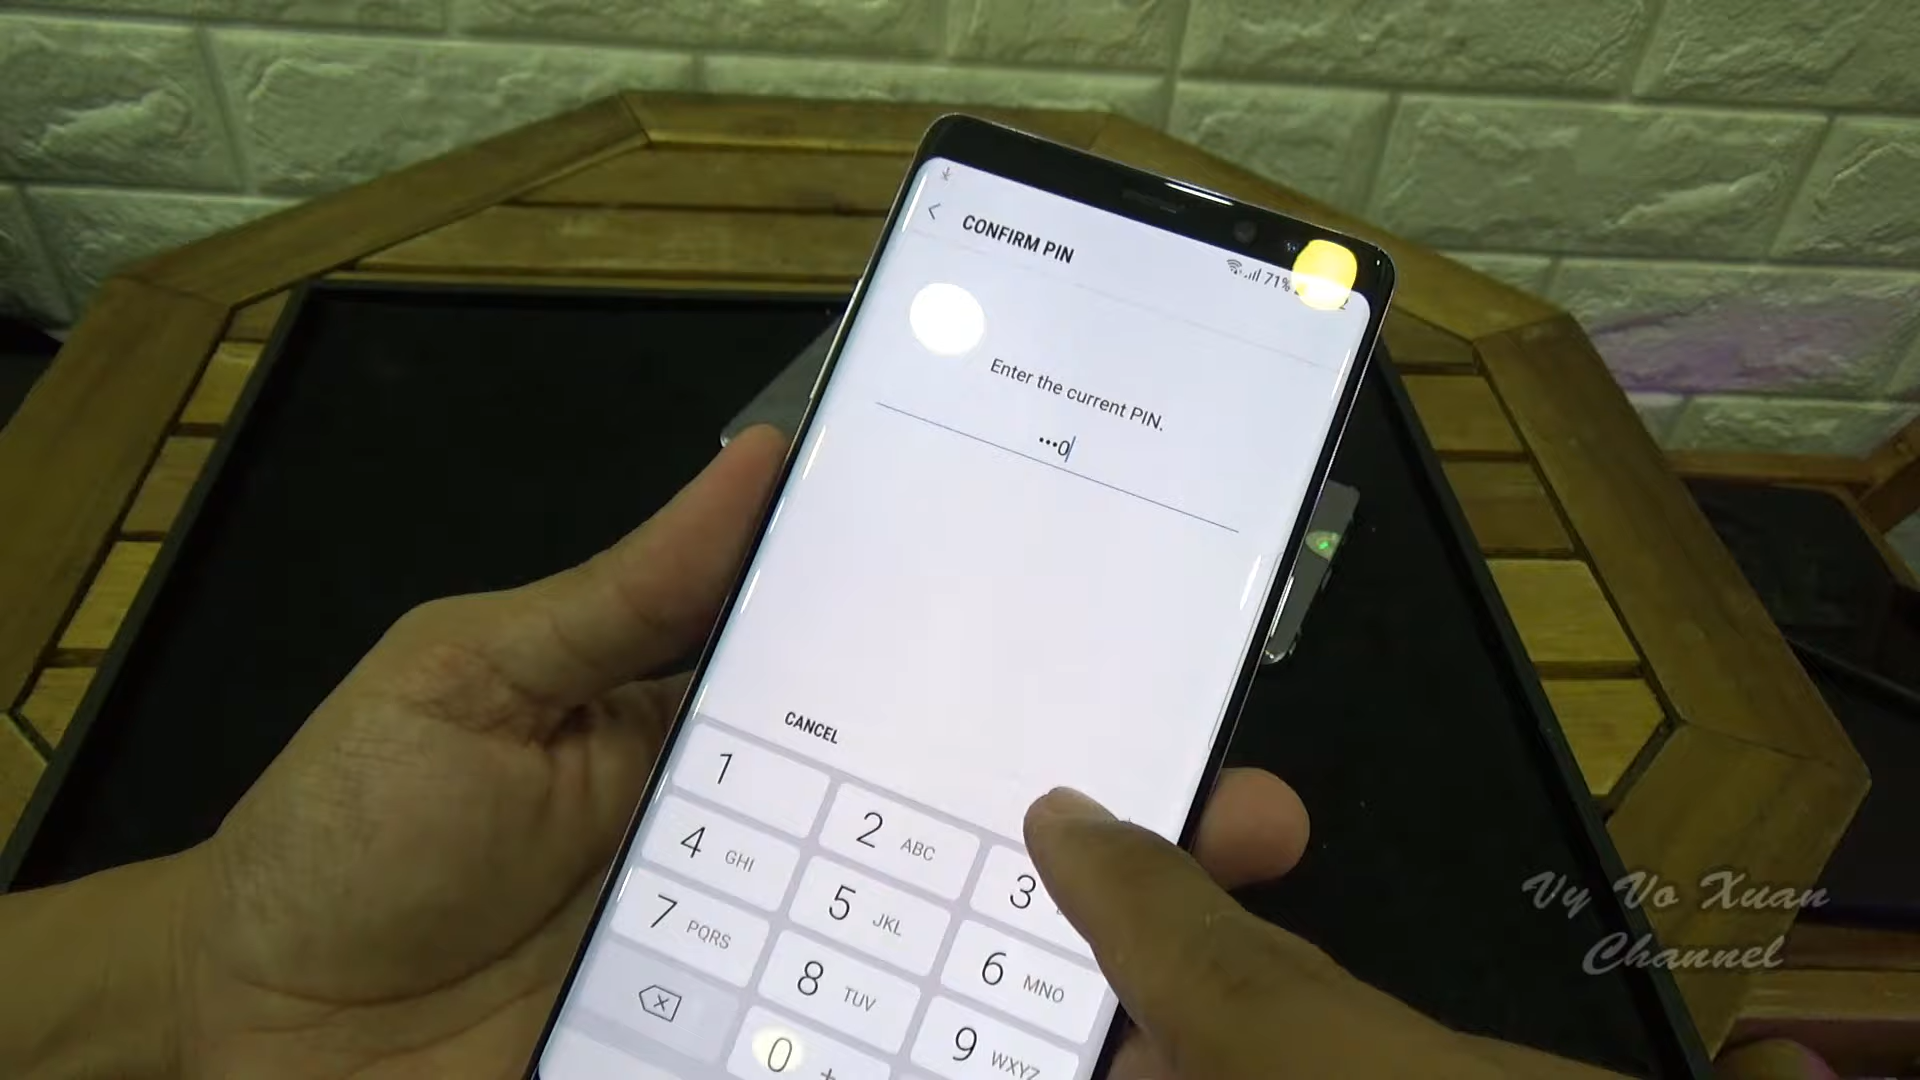 CONFIRM PIN
71%
Enter the current PIN.
•••0
CANCEL
1
2 ABC
3
4 GHI
5 JKL
6 MNO
7 PQRS
8 TUV
9 WXYZ
0 +
Vy Vo Xuan
Channel